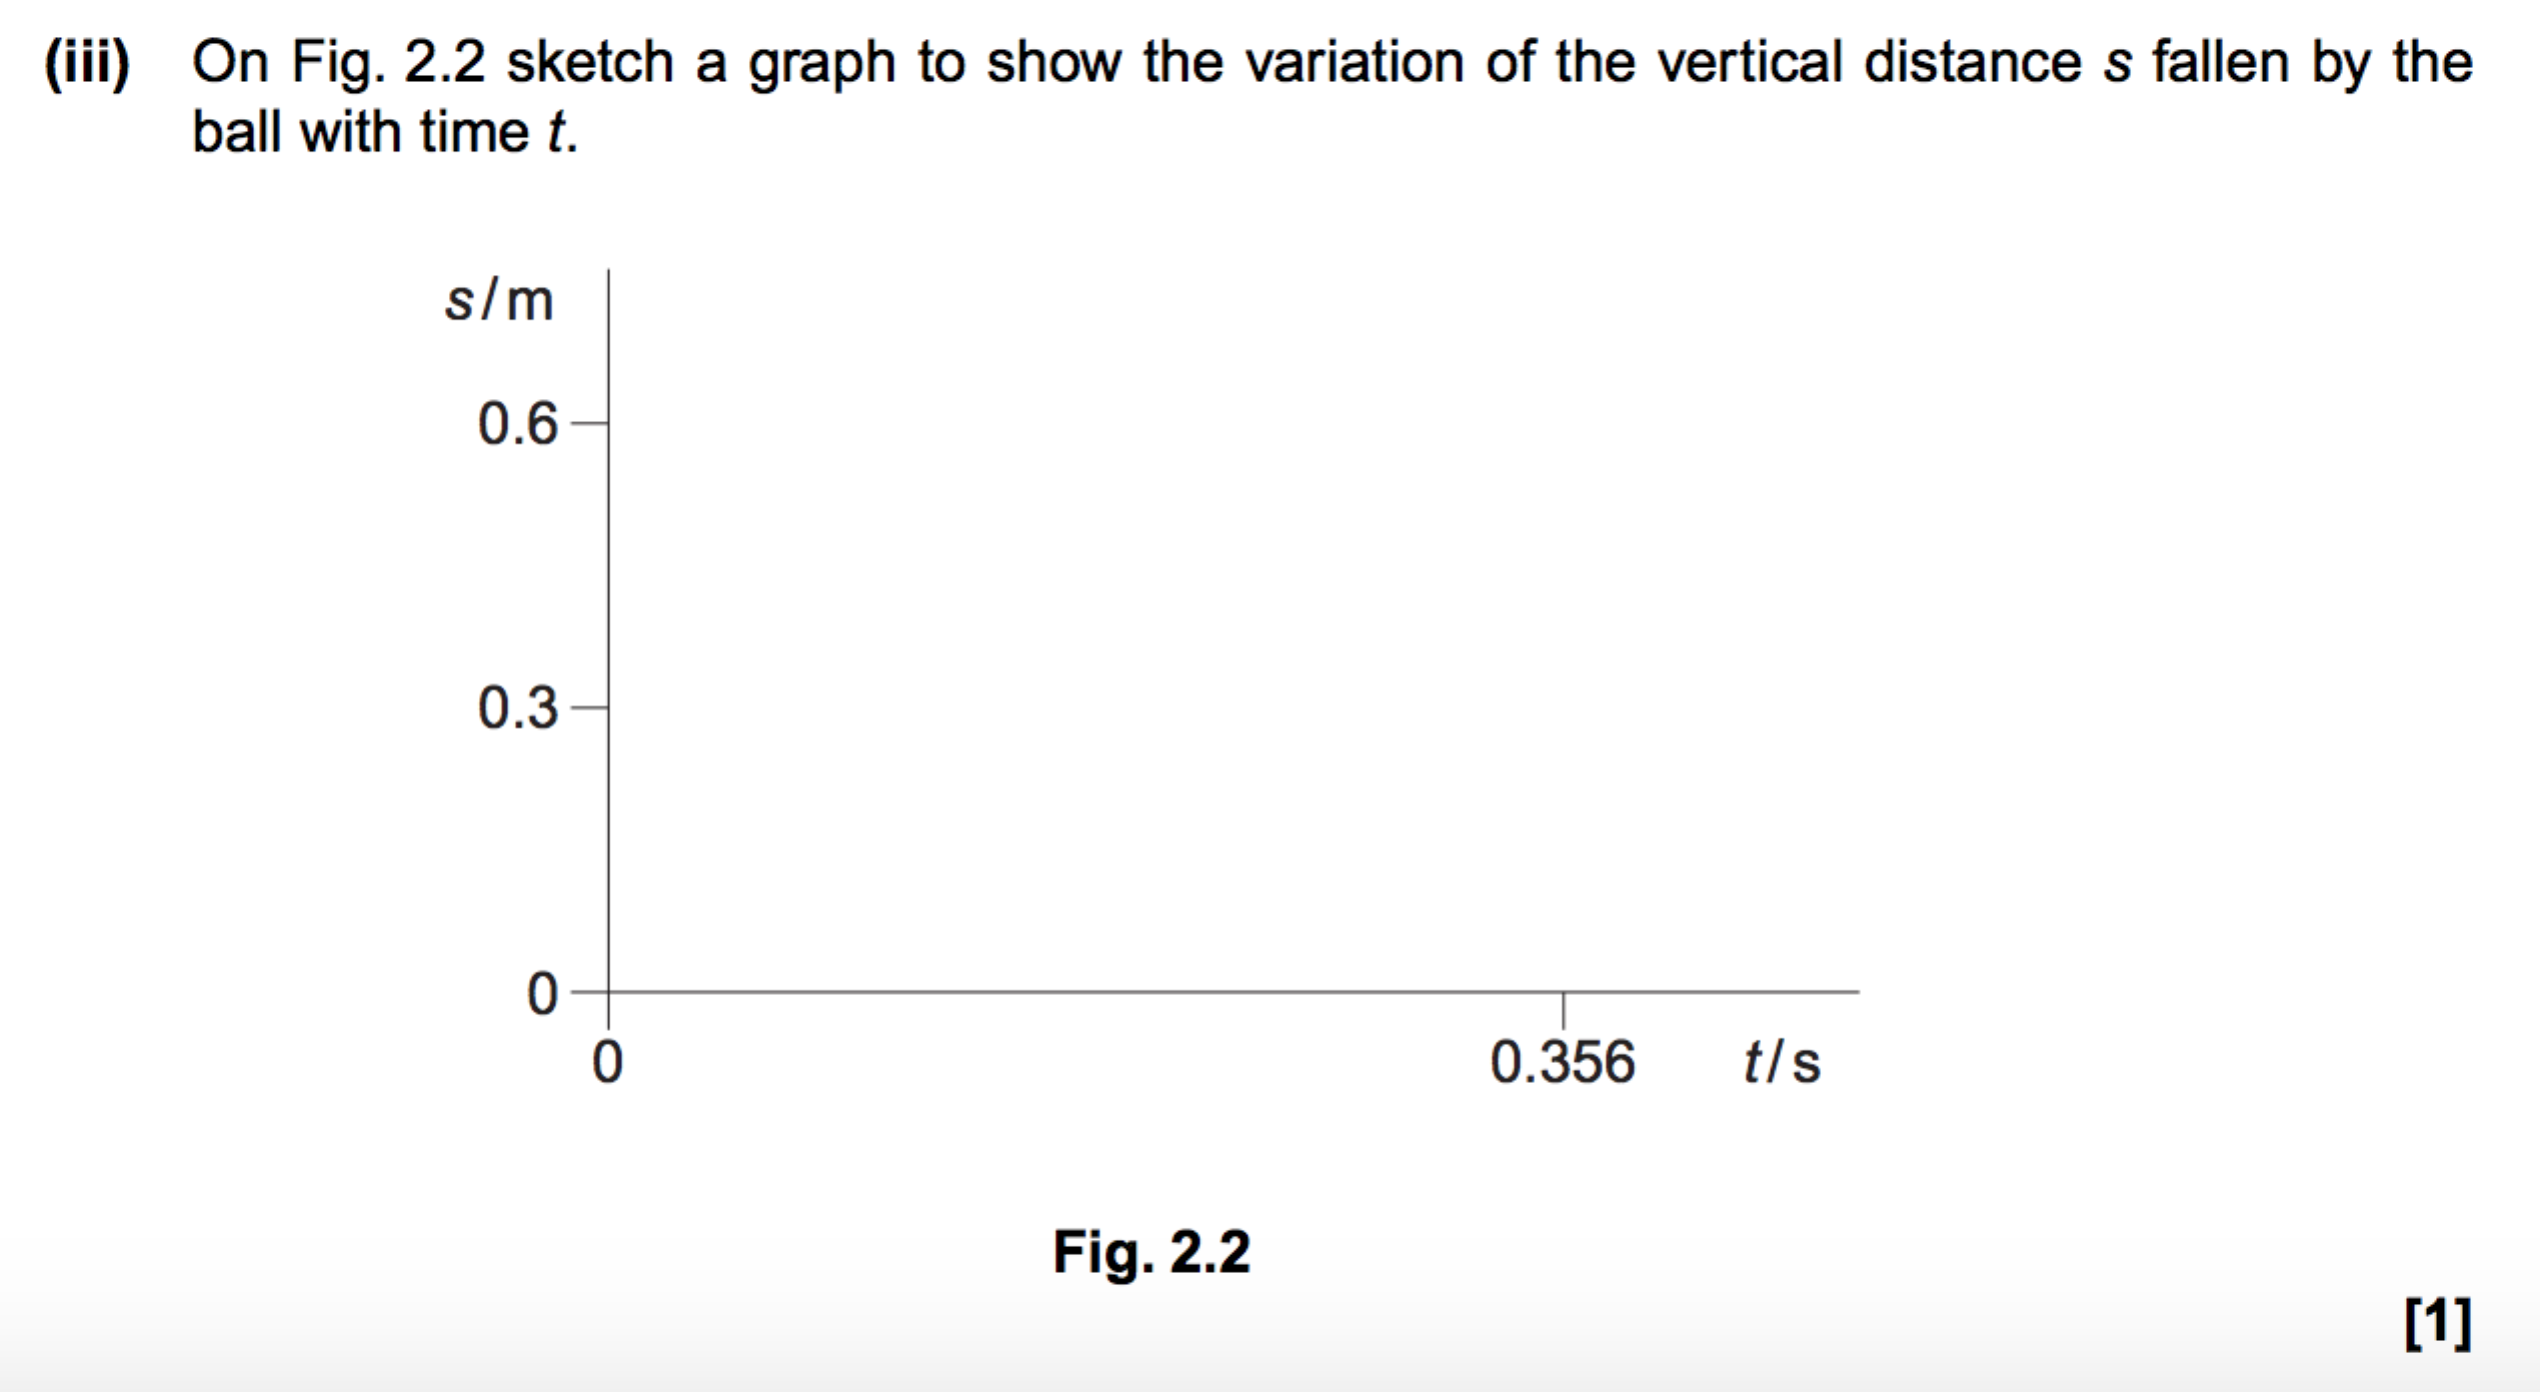 (iii) On Fig. 2.2 sketch a graph to show the variation of the vertical distance s fallen by the
ball with time t.
s/m
0.6
0.3
0
0 0.356 t/s
Fig. 2.2
[1]